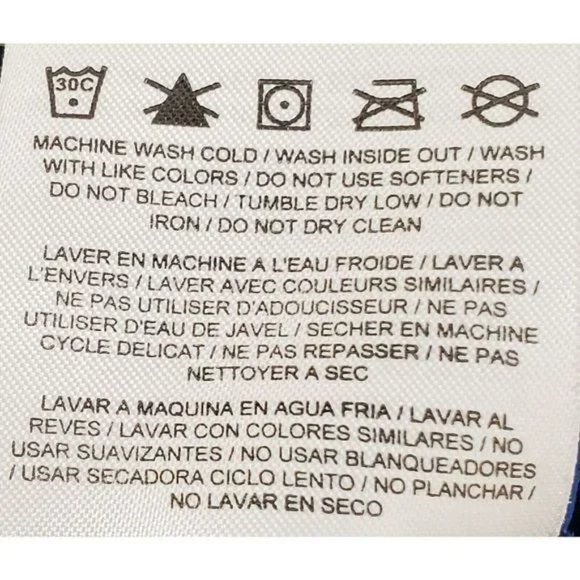 30C
MACHINE WASH COLD / WASH INSIDE OUT / WASH
WITH LIKE COLORS / DO NOT USE SOFTENERS /
DO NOT BLEACH / TUMBLE DRY LOW / DO NOT
IRON / DO NOT DRY CLEAN
LAVER EN MACHINE A L'EAU FROIDE / LAVER A
L'ENVERS / LAVER AVEC COULEURS SIMILAIRES /
NE PAS UTILISER D'ADOUCISSEUR / NE PAS
UTILISER D'EAU DE JAVEL / SECHER EN MACHINE
CYCLE DELICAT / NE PAS REPASSER / NE PAS
NETTOYER A SEC
LAVAR A MAQUINA EN AGUA FRIA / LAVAR AL
REVES / LAVAR CON COLORES SIMILARES / NO
USAR SUAVIZANTES / NO USAR BLANQUEADORES
/ USAR SECADORA CICLO LENTO / NO PLANCHAR /
NO LAVAR EN SECO